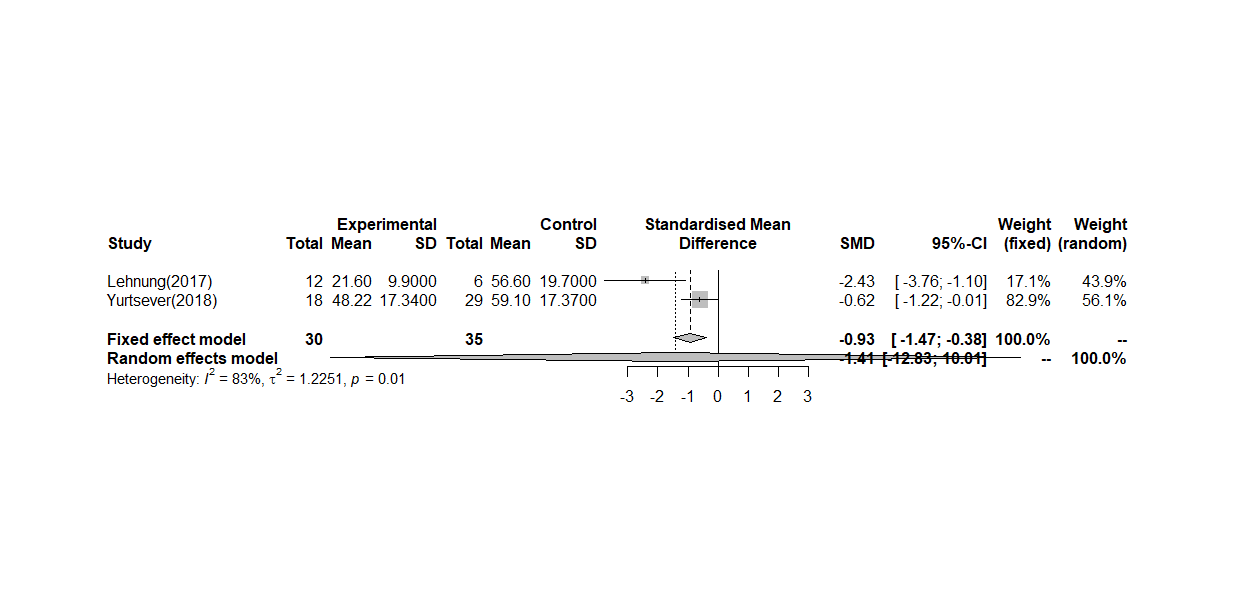 Experimental Control Standardised Mean Weight Weight
Study Total Mean SD Total Mean SD Difference SMD 95%-CI (fixed) (random)
Lehnung(2017) 12 21.60 9.9000 6 56.60 19.7000 -2.43 [ -3.76; -1.10] 17.1% 43.9%
Yurtsever(2018) 18 48.22 17.3400 29 59.10 17.3700 -0.62 [ -1.22; -0.01] 82.9% 56.1%
Fixed effect model 30 35 -0.93 [ -1.47; -0.38] 100.0% --
Random effects model -1.41 [-12.83; 10.01] -- 100.0%
Heterogeneity: I² = 83%, τ² = 1.2251, p = 0.01
-3 -2 -1 0 1 2 3